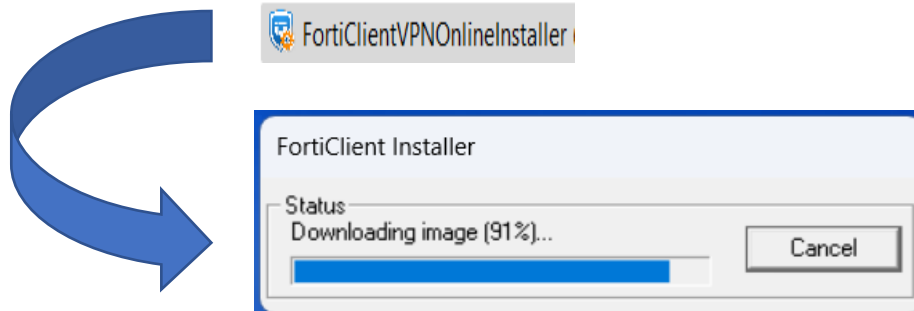 FortiClientVPNOnlineInstaller
FortiClient Installer
Status
Downloading image (91%)...
Cancel